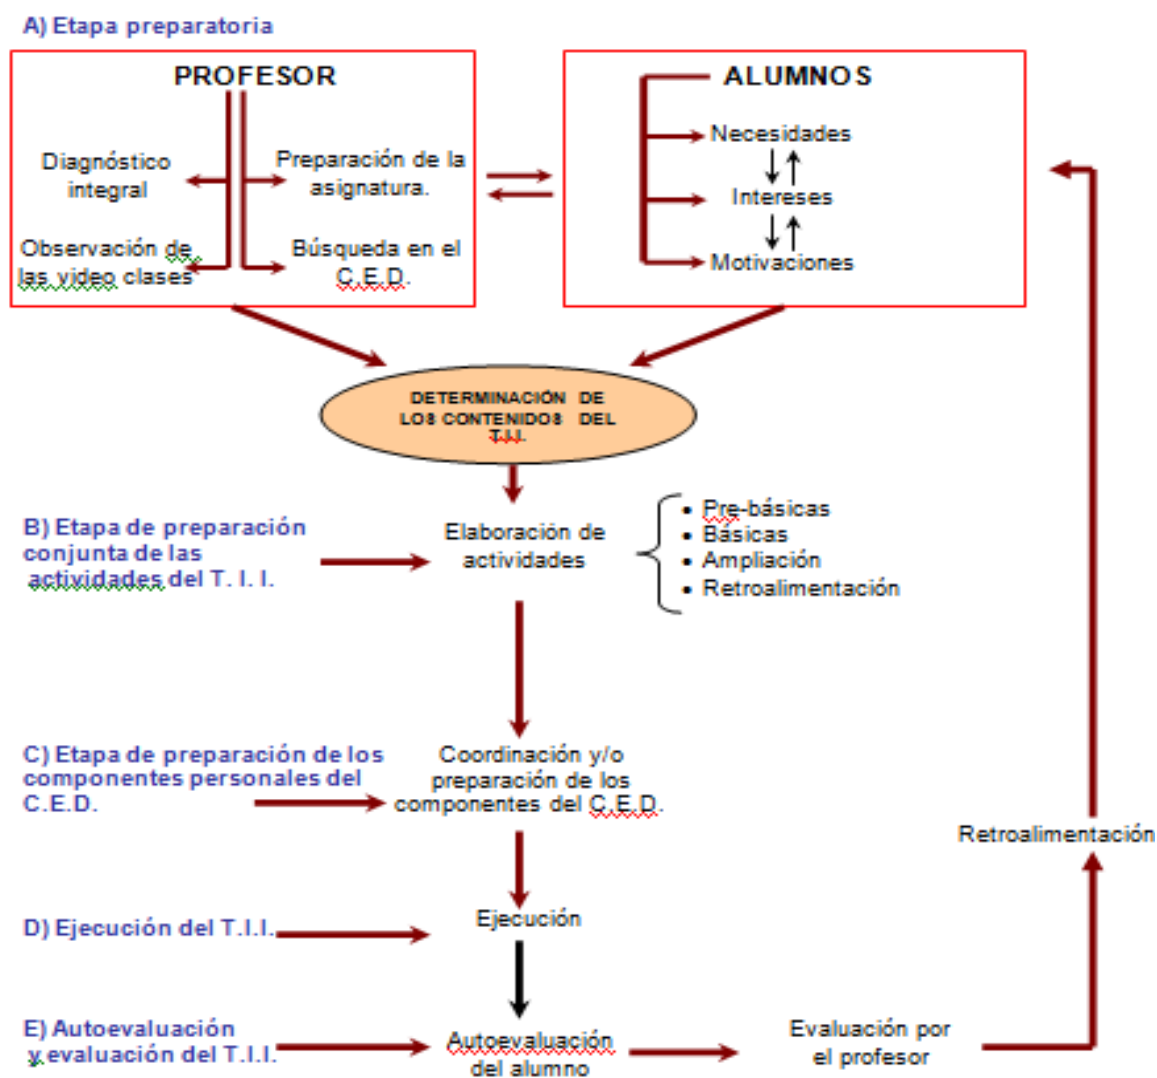 A) Etapa preparatoria
PROFESOR
Diagnóstico
integral
Preparación de la
asignatura.
Observación de
las video clases
Búsqueda en el
C.E.D.
ALUMNOS
Necesidades
Intereses
Motivaciones
DETERMINACIÓN DE
LOS CONTENIDOS DEL
T.I.I.
B) Etapa de preparación
conjunta de las
actividades del T. I. I.
Elaboración de
actividades
• Pre-básicas
• Básicas
• Ampliación
• Retroalimentación
C) Etapa de preparación de los
componentes personales del
C.E.D.
Coordinación y/o
preparación de los
componentes del C.E.D.
Retroalimentación
D) Ejecución del T.I.I.
Ejecución
E) Autoevaluación
y evaluación del T.I.I.
Autoevaluación
del alumno
Evaluación por
el profesor